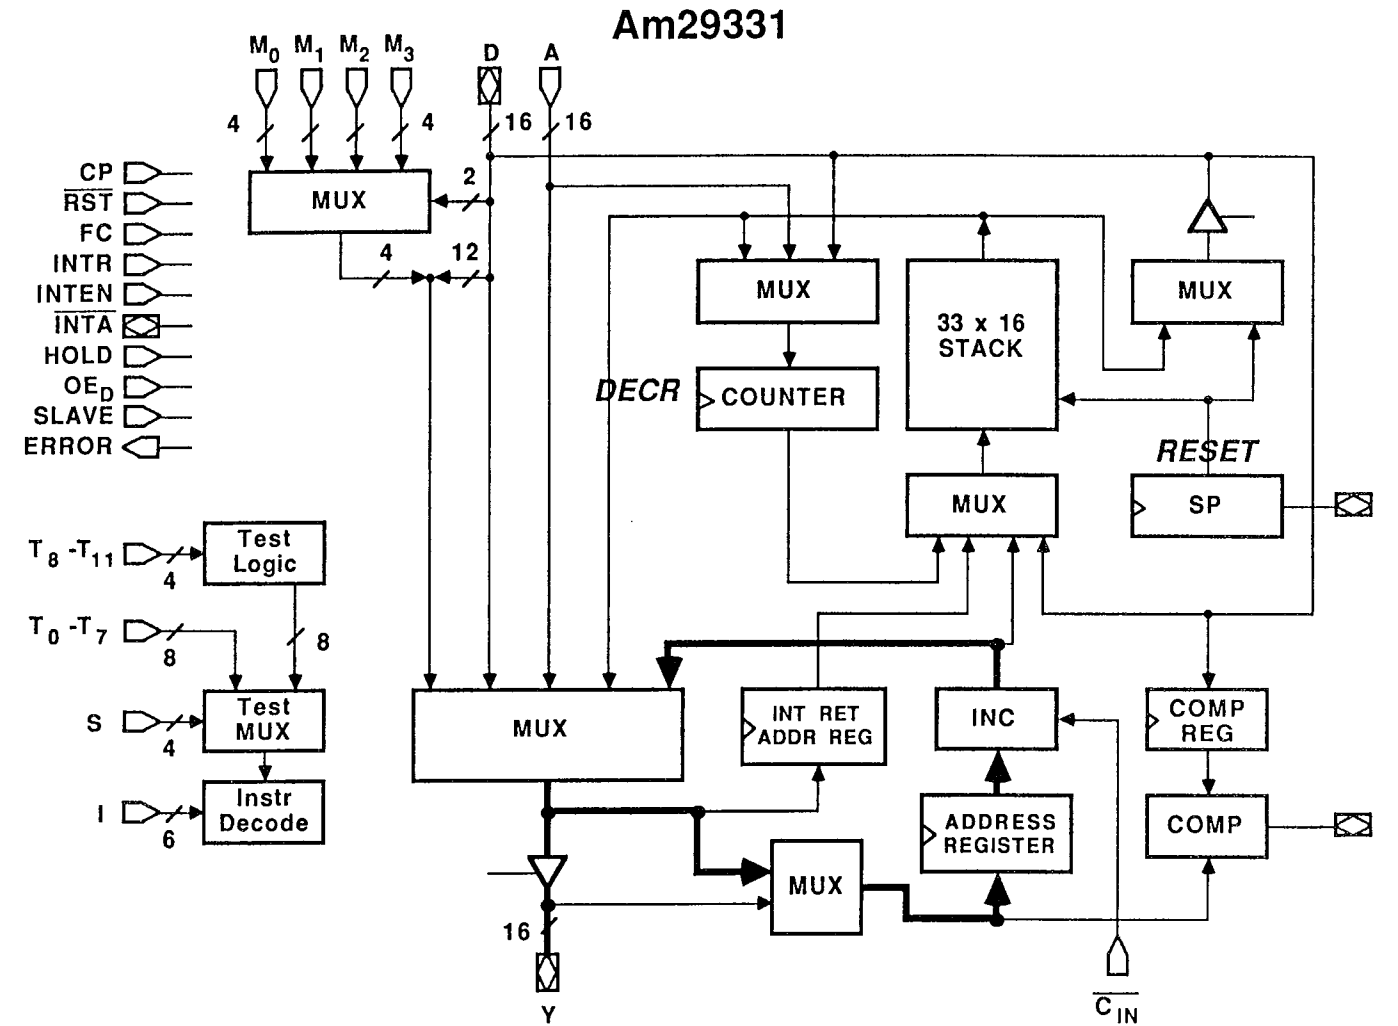 Am29331
M0 M1 M2 M3 D A
4 4 16 16
CP
RST
FC
INTR
INTEN
INTA
HOLD
OED
SLAVE
ERROR
MUX
2
4 12
MUX
DECR COUNTER
33 x 16
STACK
MUX
RESET
MUX
SP
T8 -T11
4
Test
Logic
T0 -T7
8
8
S
4
Test
MUX
I
6
Instr
Decode
MUX
INT RET
ADDR REG
INC
COMP
REG
ADDRESS
REGISTER
COMP
MUX
16
Y
CIN